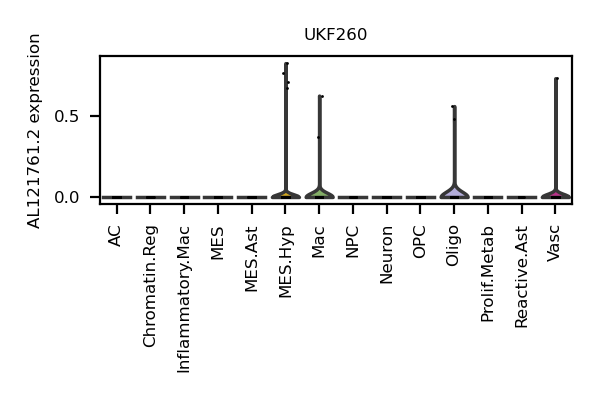 UKF260
AL121761.2 expression
0.5
0.0
AC
Chromatin.Reg
Inflammatory.Mac
MES
MES.Ast
MES.Hyp
Mac
NPC
Neuron
OPC
Oligo
Prolif.Metab
Reactive.Ast
Vasc